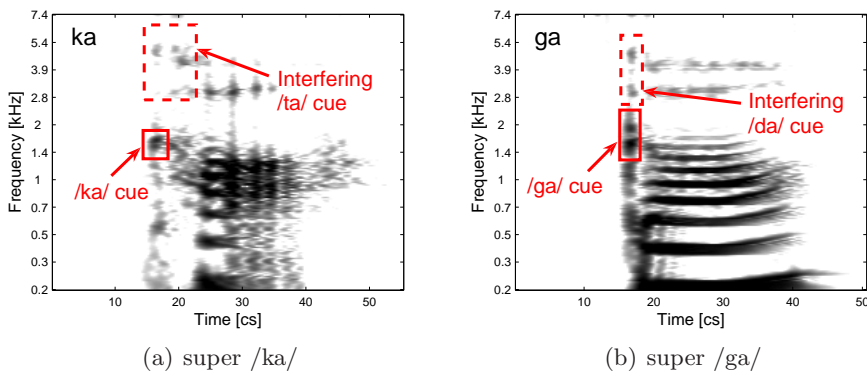 ka
7.4
5.4
3.9
2.8
2
1.4
1
0.7
0.5
0.3
0.2
Frequency [kHz]
Interfering
/ta/ cue
/ka/ cue
10 20 30 40 50
Time [cs]
(a) super /ka/
ga
7.4
5.4
3.9
2.8
2
1.4
1
0.7
0.5
0.3
0.2
Frequency [kHz]
Interfering
/da/ cue
/ga/ cue
10 20 30 40 50
Time [cs]
(b) super /ga/